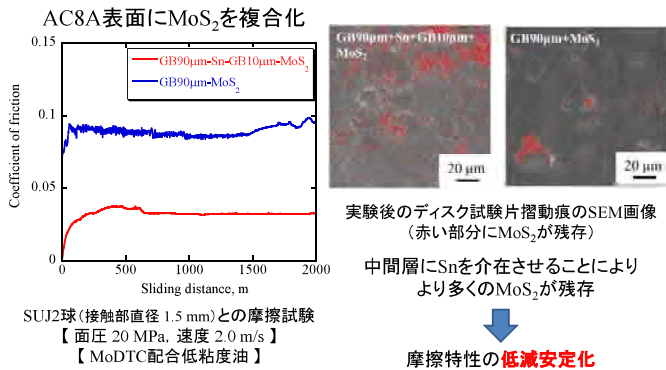 AC8A表面にMoS2を複合化
0.15
0.1
0.05
0
Coefficient of friction
GB90μm-Sn-GB10μm-MoS2
GB90μm-MoS2
0
500
1000
1500
2000
Sliding distance, m
SUJ2球(接触部直径 1.5 mm)との摩擦試験
【 面圧 20 MPa, 速度 2.0 m/s 】
【 MoDTC配合低粘度油 】
GB90μm+Sn+GB10μm+
MoS2
20 μm
GB90μm+MoS2
20 μm
実験後のディスク試験片摺動痕のSEM画像
(赤い部分にMoS2が残存)
中間層にSnを介在させることにより
より多くのMoS2が残存
摩擦特性の低減安定化